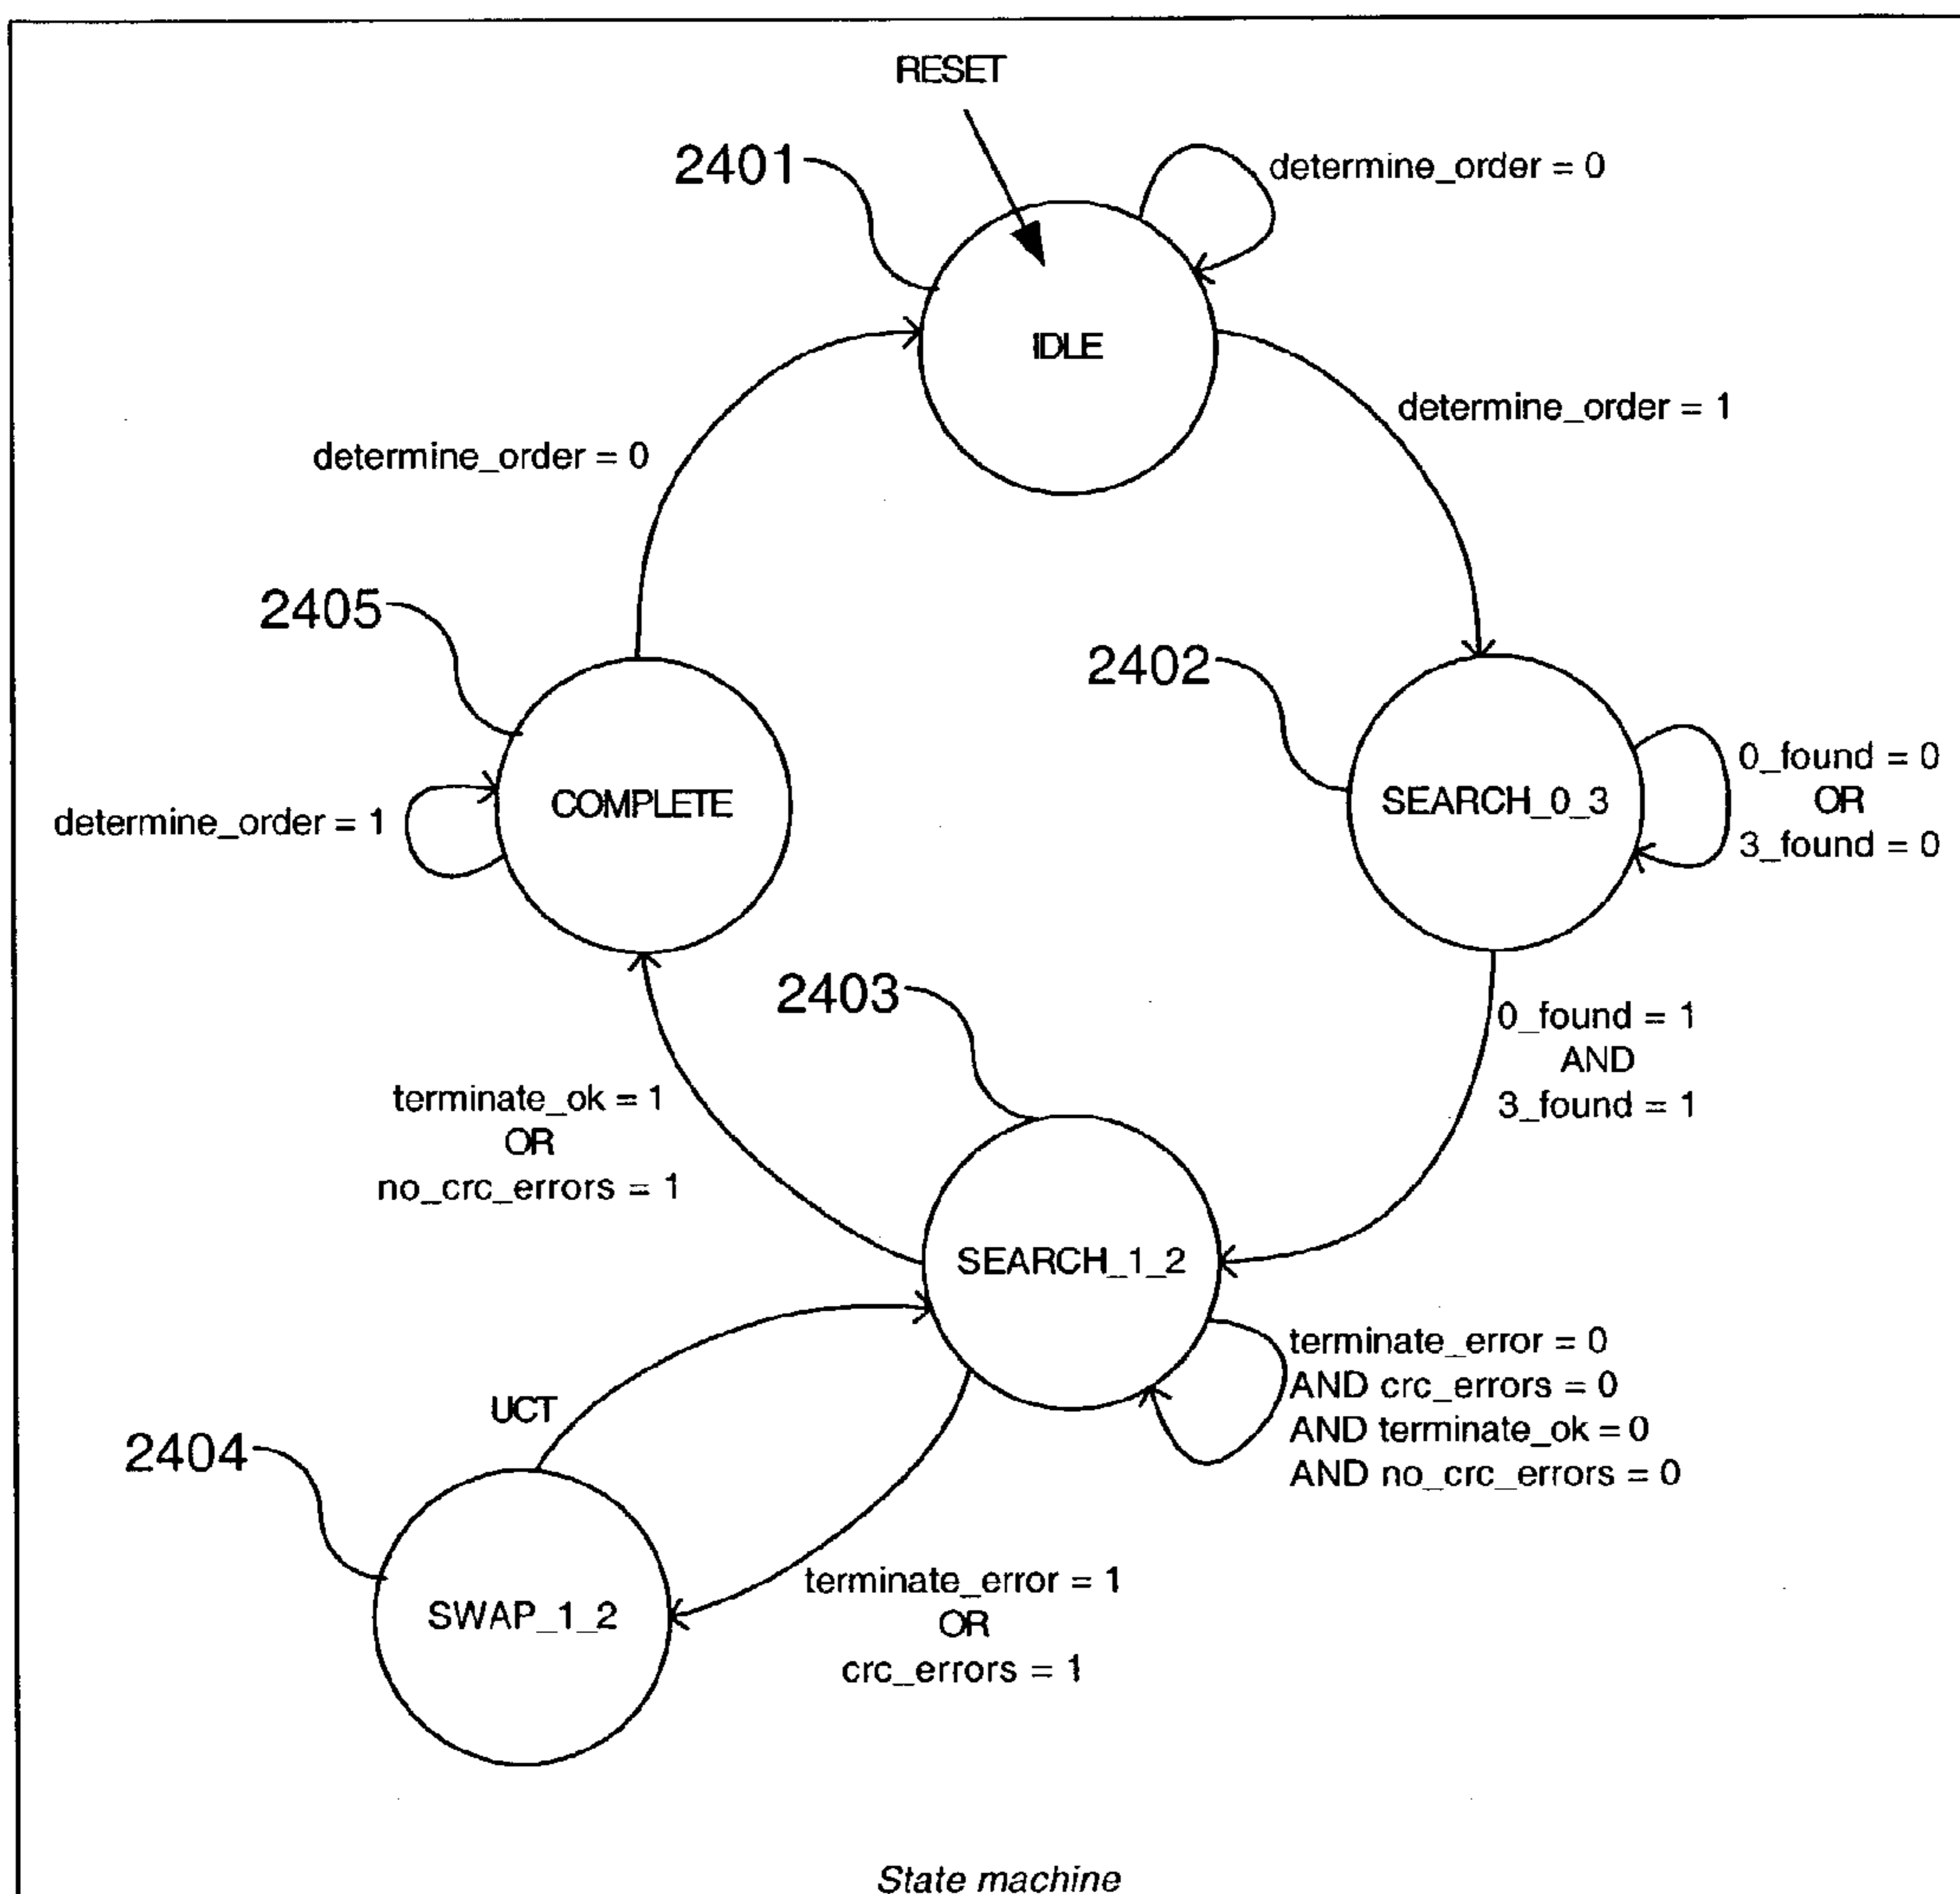 RESET
2401
determine_order = 0
IDLE
determine_order = 1
determine_order = 0
2405
2402
COMPLETE
determine_order = 1
SEARCH_0_3
0_found = 0
OR
3_found = 0
2403
0_found = 1
AND
3_found = 1
terminate_ok = 1
OR
no_crc_errors = 1
SEARCH_1_2
terminate_error = 0
AND crc_errors = 0
AND terminate_ok = 0
AND no_crc_errors = 0
UCT
2404
SWAP_1_2
terminate_error = 1
OR
crc_errors = 1
State machine